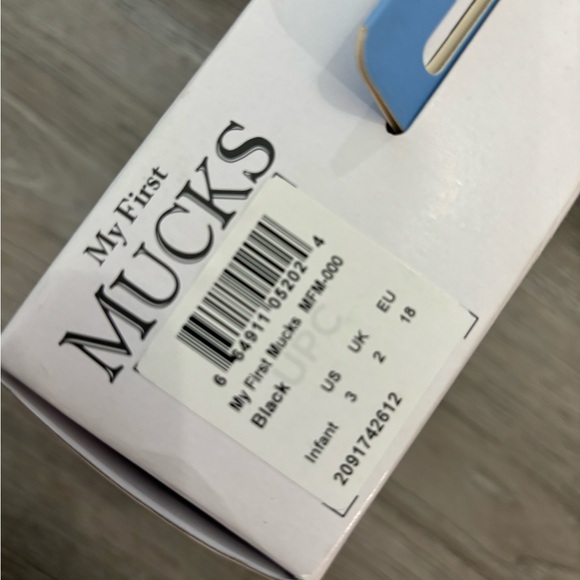 My First
MUCKS
6 64911 05202 4
My First Mucks MFM-000
Black
UPC
US UK EU
Infant 3 2 18
2091742612